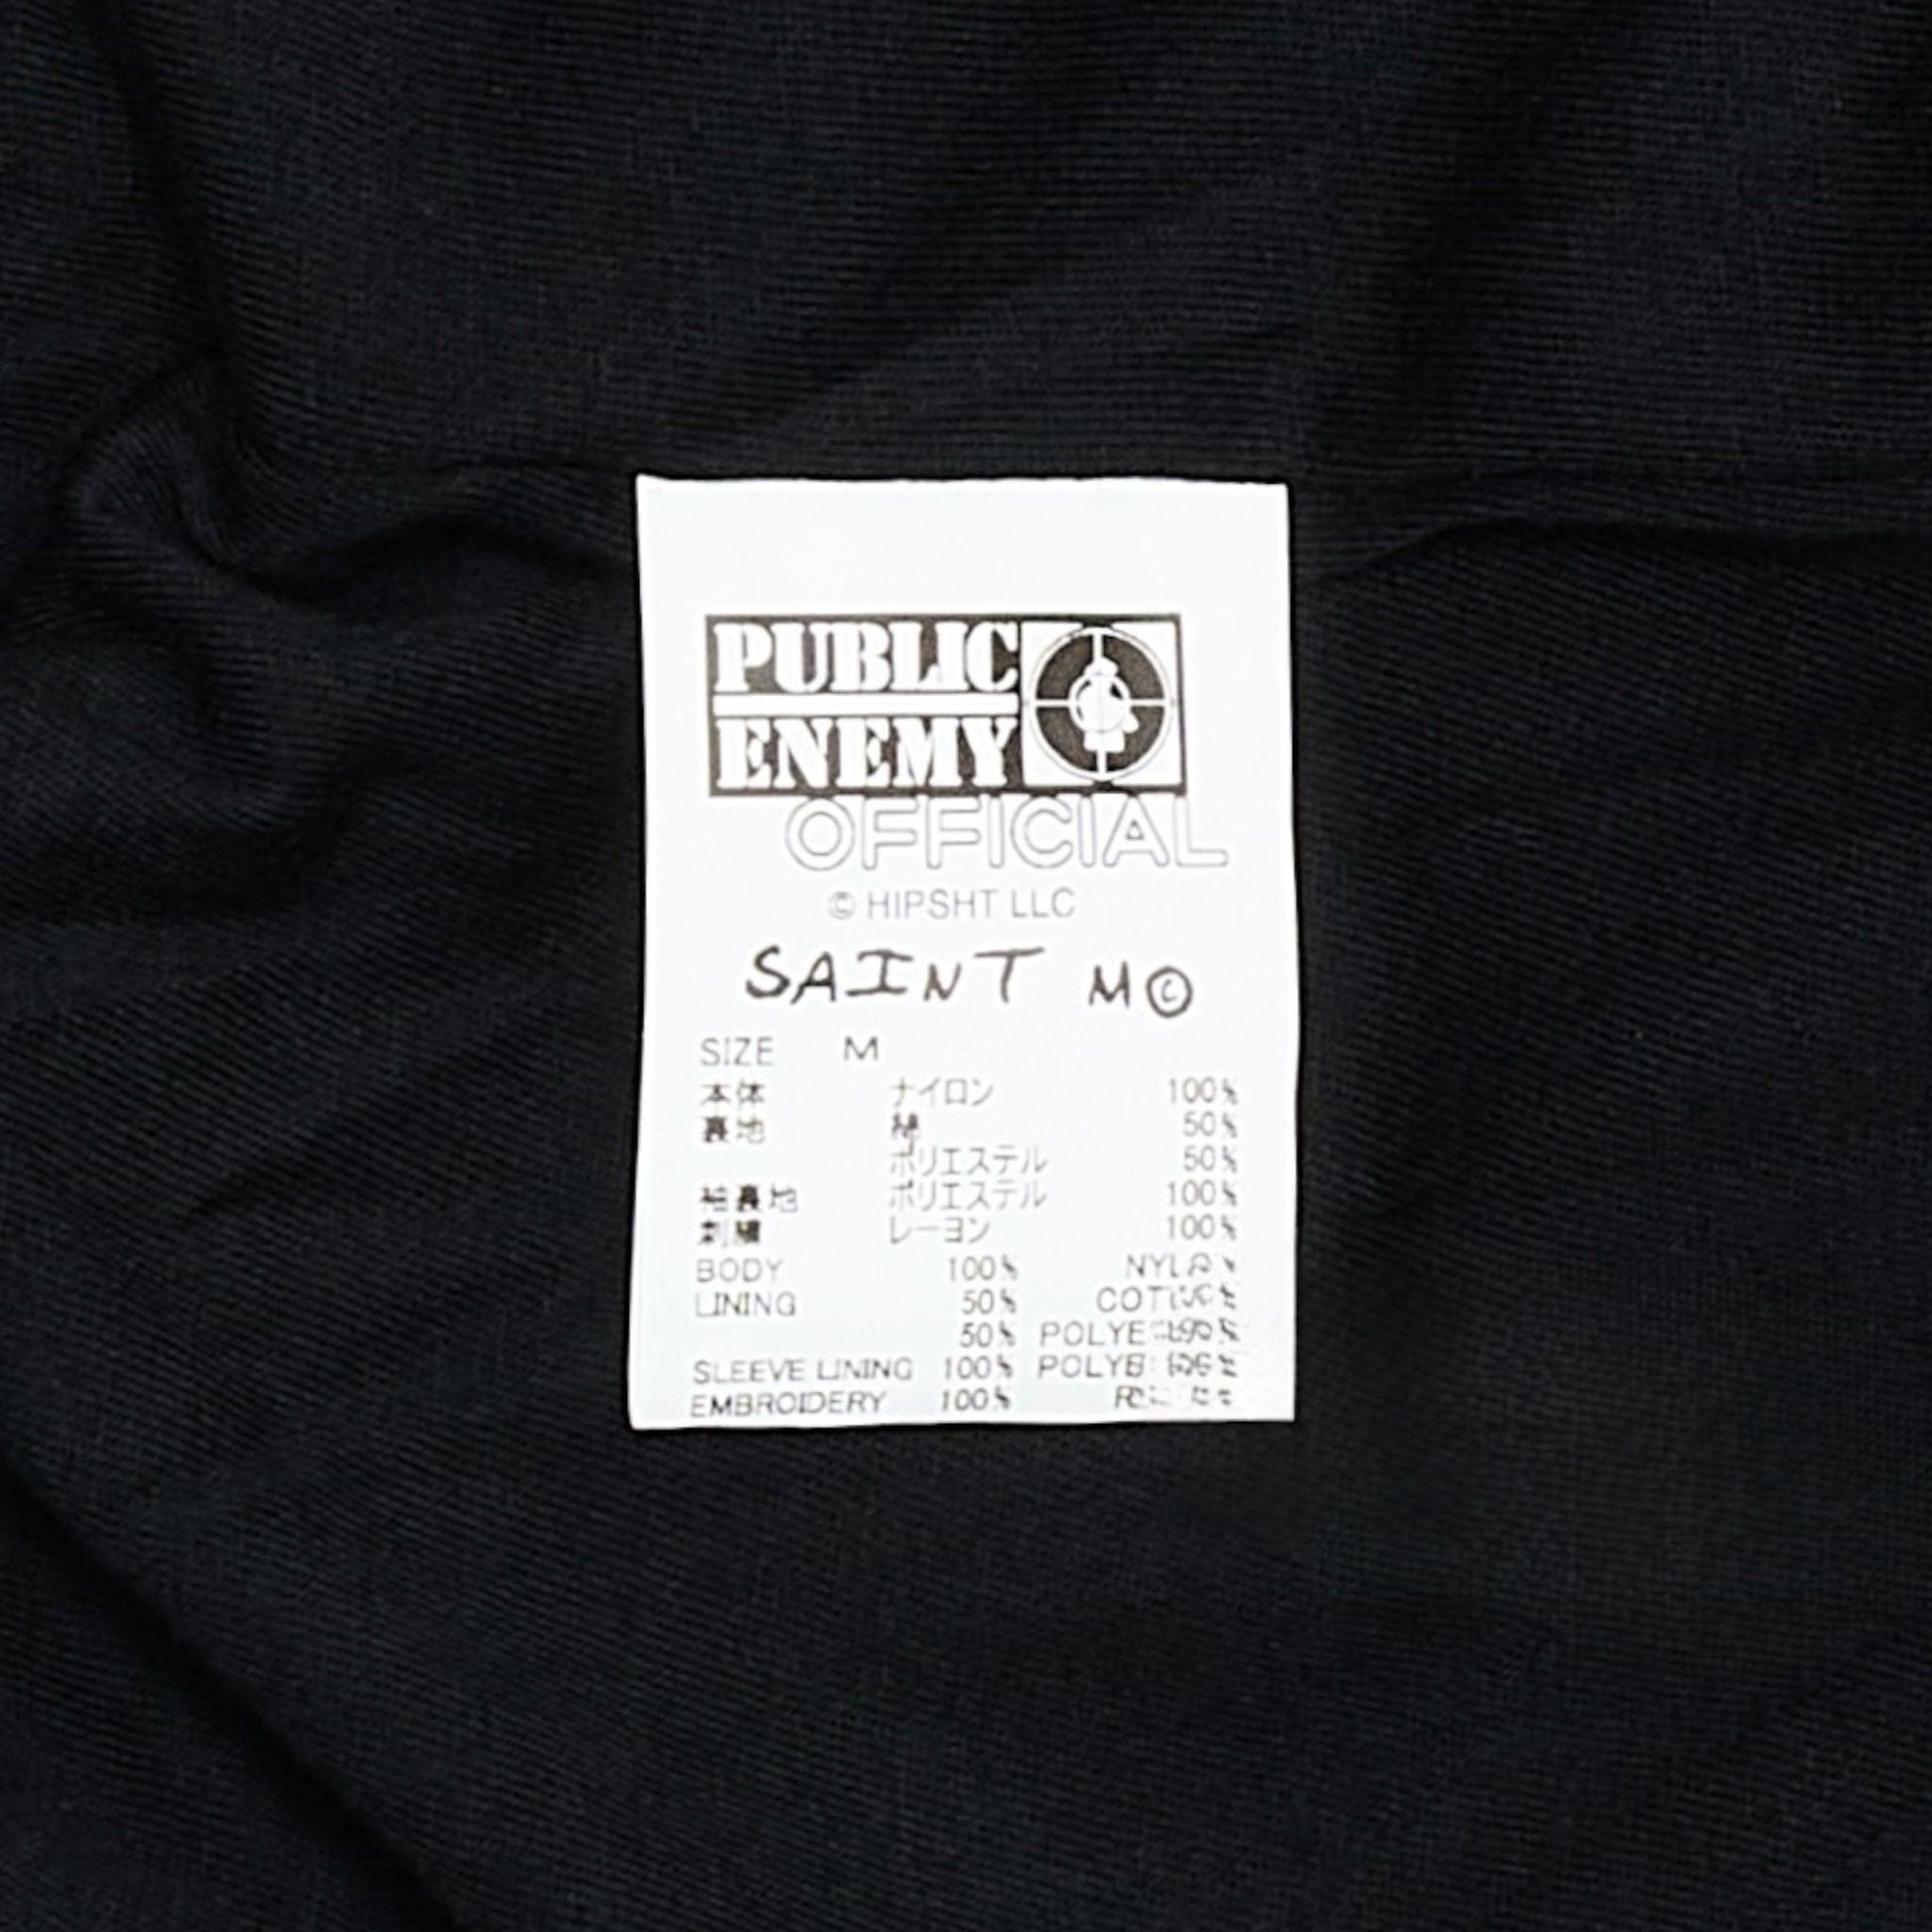 PUBLIC
ENEMY
OFFICIAL
© HIPSHT LLC
SAINT M©
SIZE M
本体 ナイロン 100%
裏地 綿 50%
ポリエステル 50%
袖裏地 ポリエステル 100%
刺繍 レーヨン 100%
BODY 100%
LINING 50%
50%
SLEEVE LINING 100%
EMBROIDERY 100%